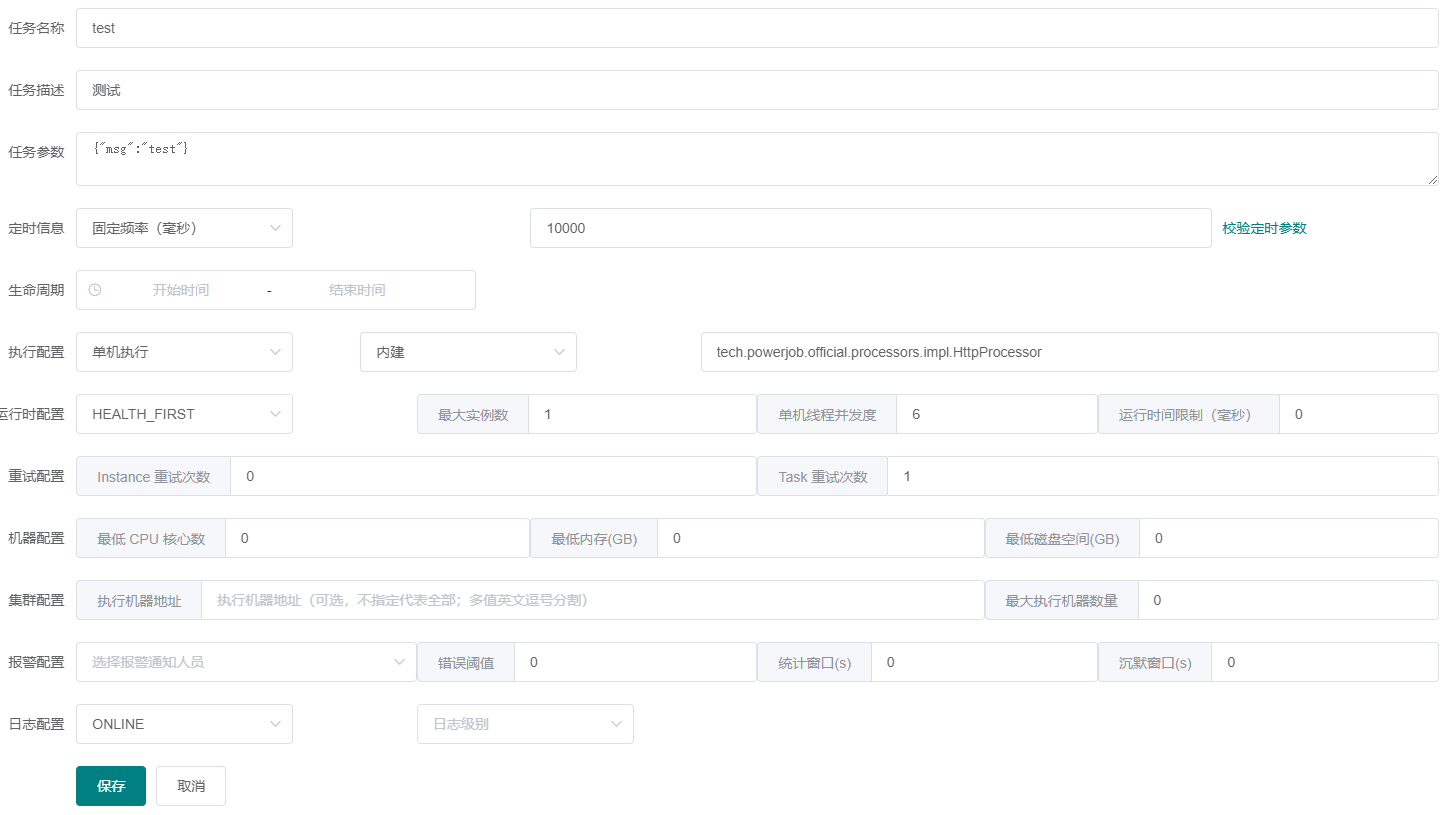 任务名称 test
任务描述 测试
任务参数 {"msg":"test"}
定时信息 固定频率（毫秒） 10000 校验定时参数
生命周期 开始时间 - 结束时间
执行配置 单机执行 内建 tech.powerjob.official.processors.impl.HttpProcessor
运行时配置 HEALTH_FIRST 最大实例数 1 单机线程并发度 6 运行时间限制（毫秒） 0
重试配置 Instance 重试次数 0 Task 重试次数 1
机器配置 最低 CPU 核心数 0 最低内存(GB) 0 最低磁盘空间(GB) 0
集群配置 执行机器地址 执行机器地址（可选，不指定代表全部；多值英文逗号分割） 最大执行机器数量 0
报警配置 选择报警通知人员 错误阈值 0 统计窗口(s) 0 沉默窗口(s) 0
日志配置 ONLINE 日志级别
保存 取消